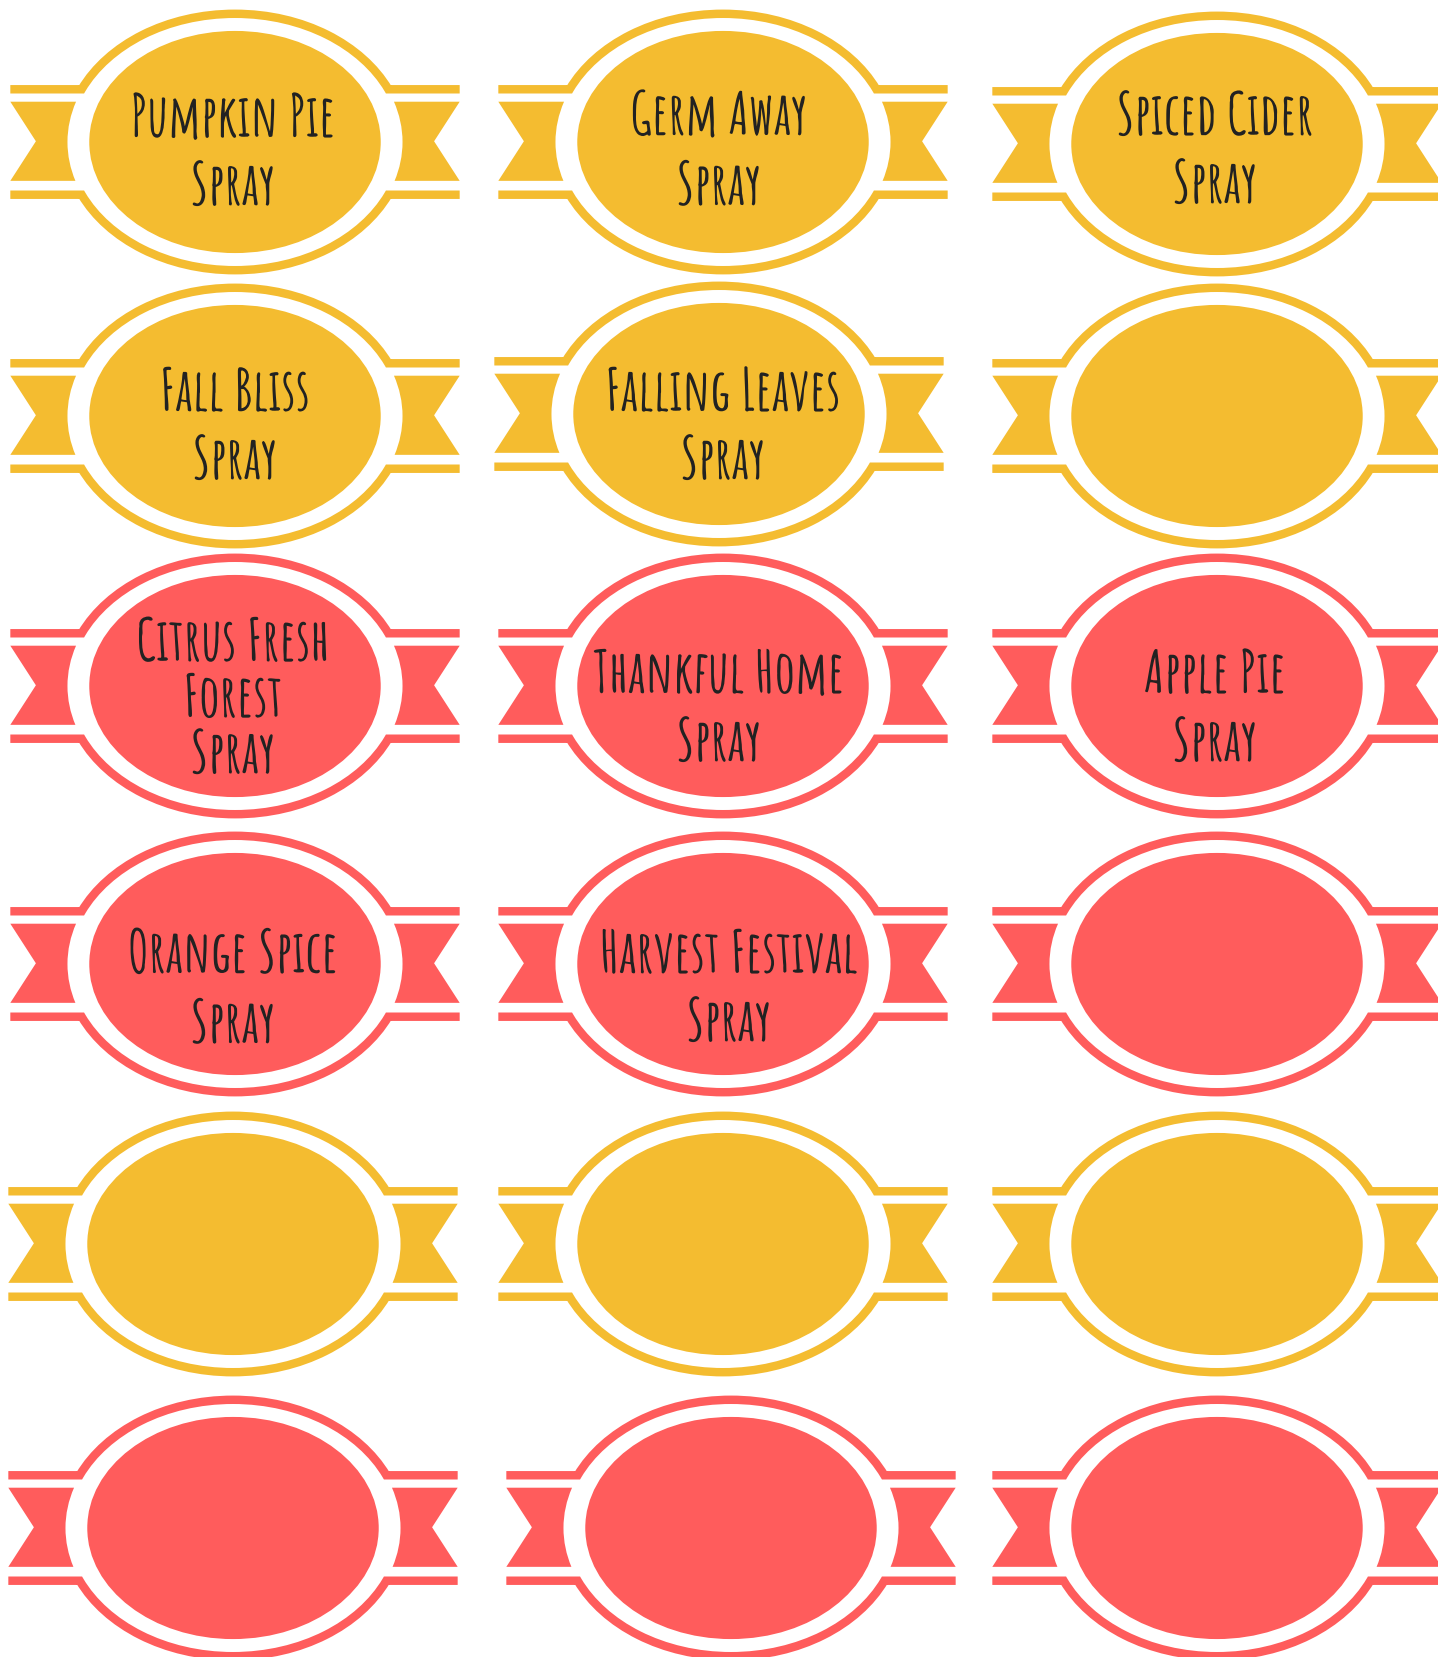 Pumpkin Pie
Spray
Germ Away
Spray
Spiced Cider
Spray
Fall Bliss
Spray
Falling Leaves
Spray
Citrus Fresh
Forest
Spray
Thankful Home
Spray
Apple Pie
Spray
Orange Spice
Spray
Harvest Festival
Spray